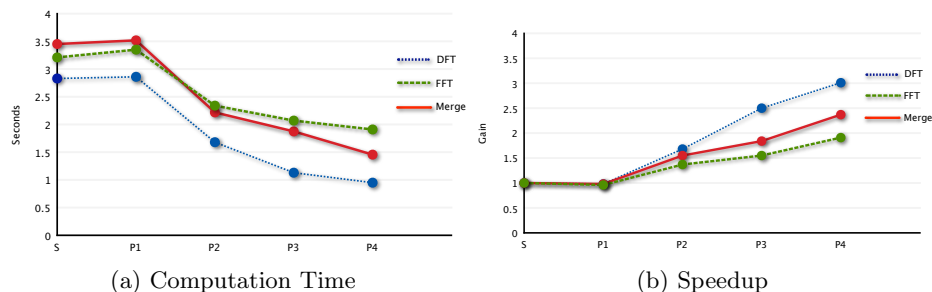 4
3.5
3
2.5
2
1.5
1
0.5
0
Seconds
S P1 P2 P3 P4
DFT
FFT
Merge
(a) Computation Time
4
3.5
3
2.5
2
1.5
1
0.5
0
Gain
S P1 P2 P3 P4
DFT
FFT
Merge
(b) Speedup